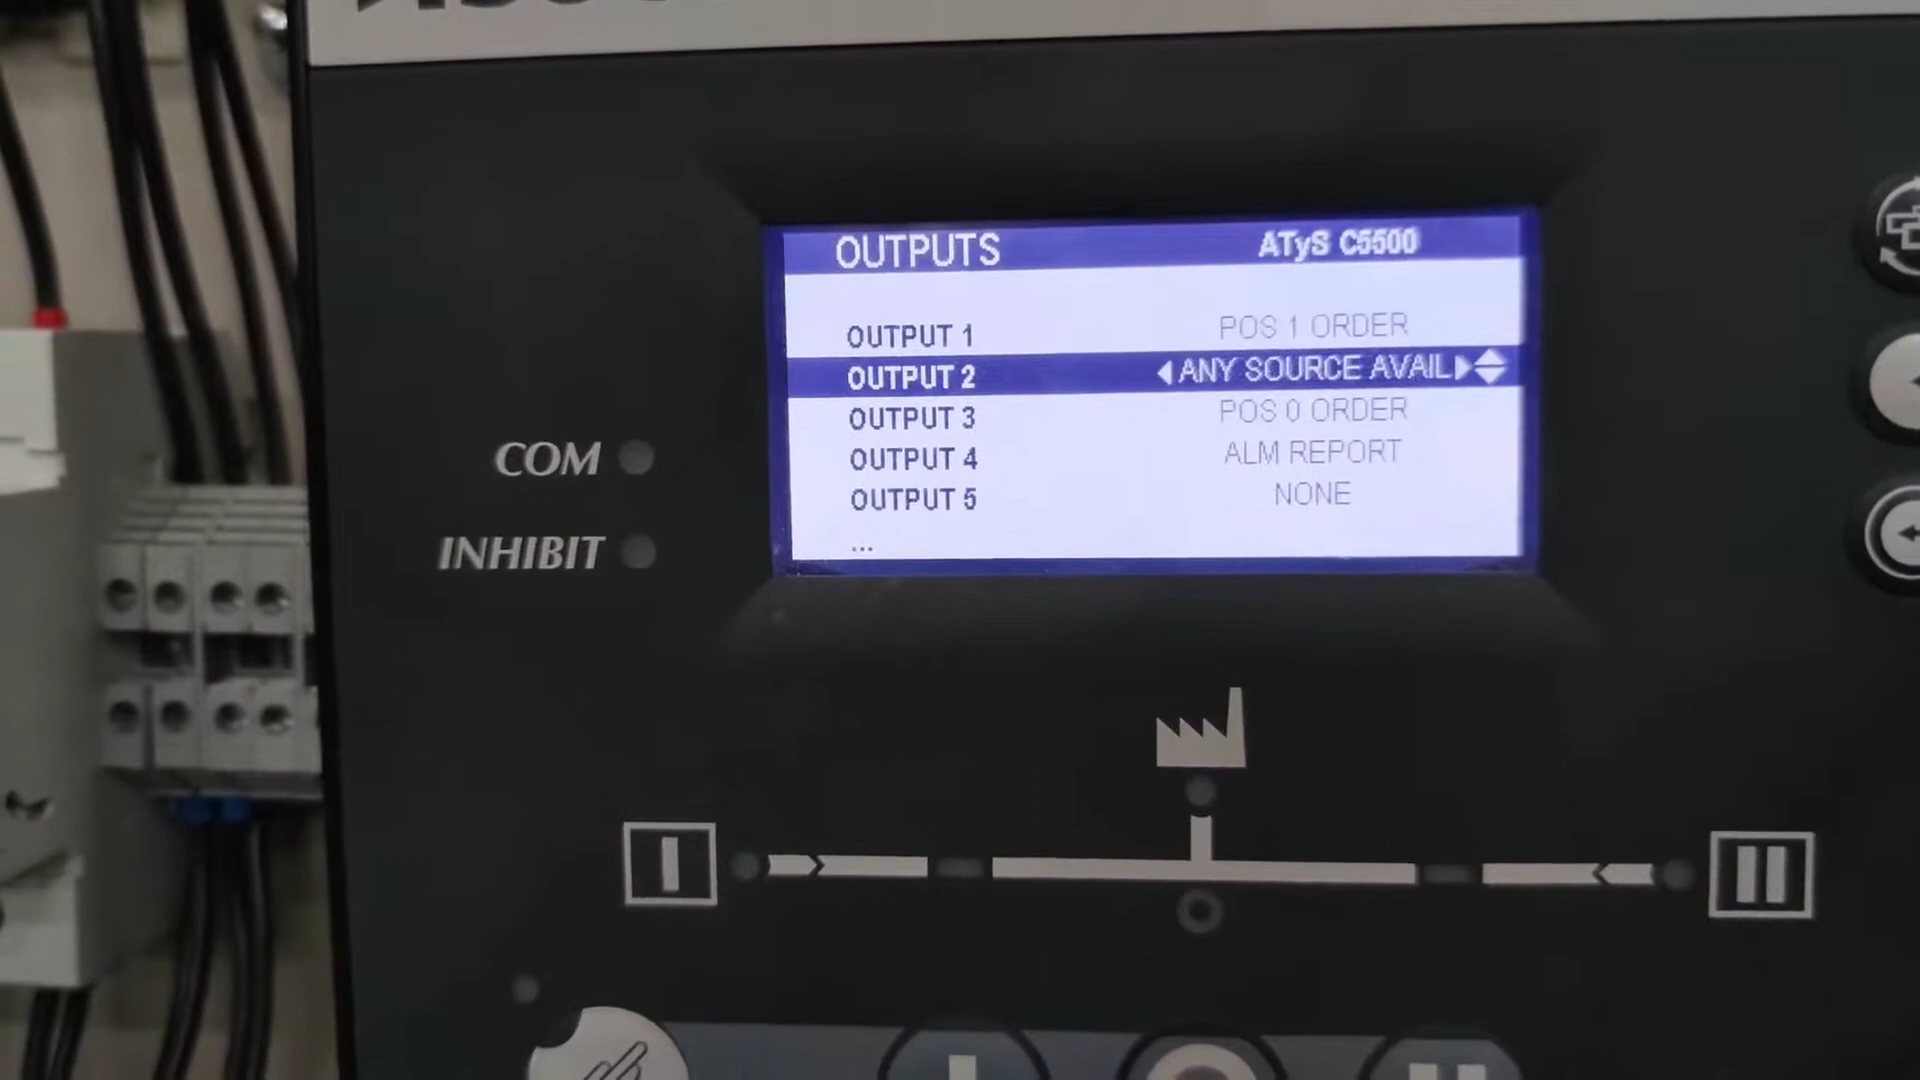 OUTPUTS ATyS C5500
OUTPUT 1 POS 1 ORDER
OUTPUT 2 ANY SOURCE AVAIL
OUTPUT 3 POS 0 ORDER
OUTPUT 4 ALM REPORT
OUTPUT 5 NONE
...
COM
INHIBIT
I
II